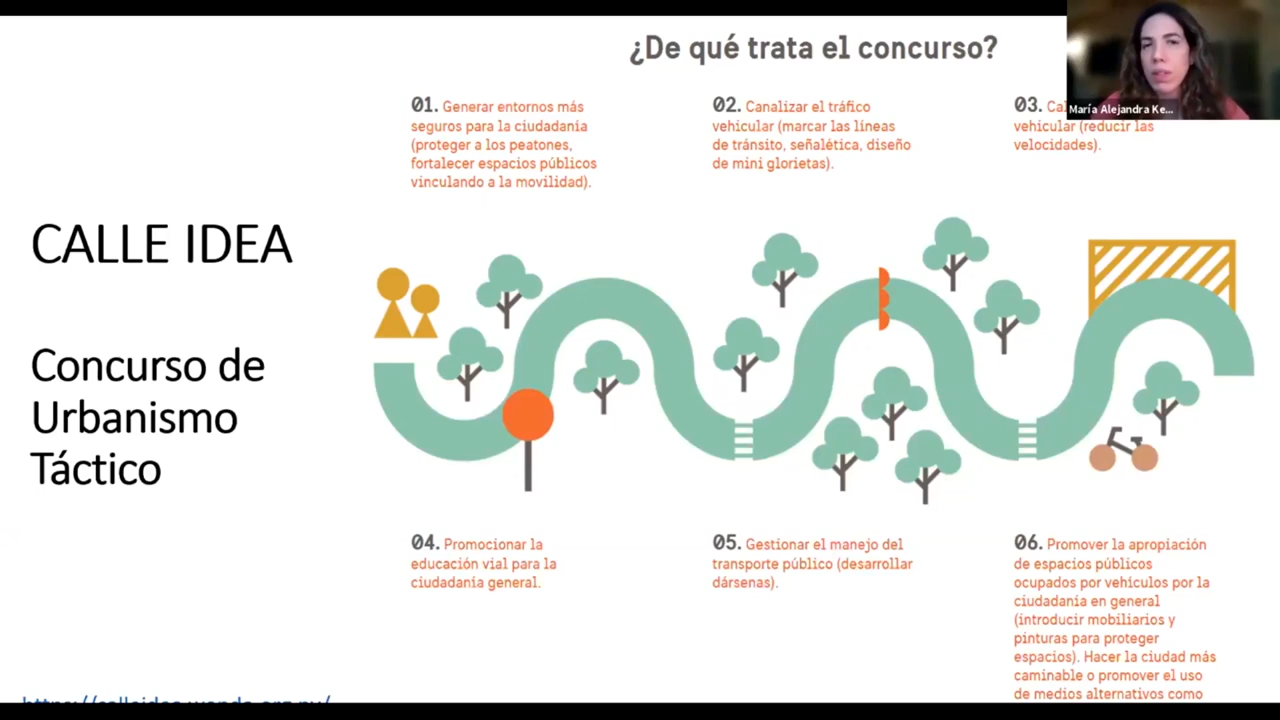 ¿De qué trata el concurso?
María Alejandra Ke...
01. Generar entornos más
seguros para la ciudadanía
(proteger a los peatones,
fortalecer espacios públicos
vinculando a la movilidad).
02. Canalizar el tráfico
vehicular (marcar las líneas
de tránsito, señalética, diseño
de mini glorietas).
03.
vehicular (reducir las
velocidades).
CALLE IDEA
Concurso de
Urbanismo
Táctico
04. Promocionar la
educación vial para la
ciudadanía general.
05. Gestionar el manejo del
transporte público (desarrollar
dársenas).
06. Promover la apropiación
de espacios públicos
ocupados por vehículos por la
ciudadanía en general
(introducir mobiliarios y
pinturas para proteger
espacios). Hacer la ciudad más
caminable o promover el uso
de medios alternativos como